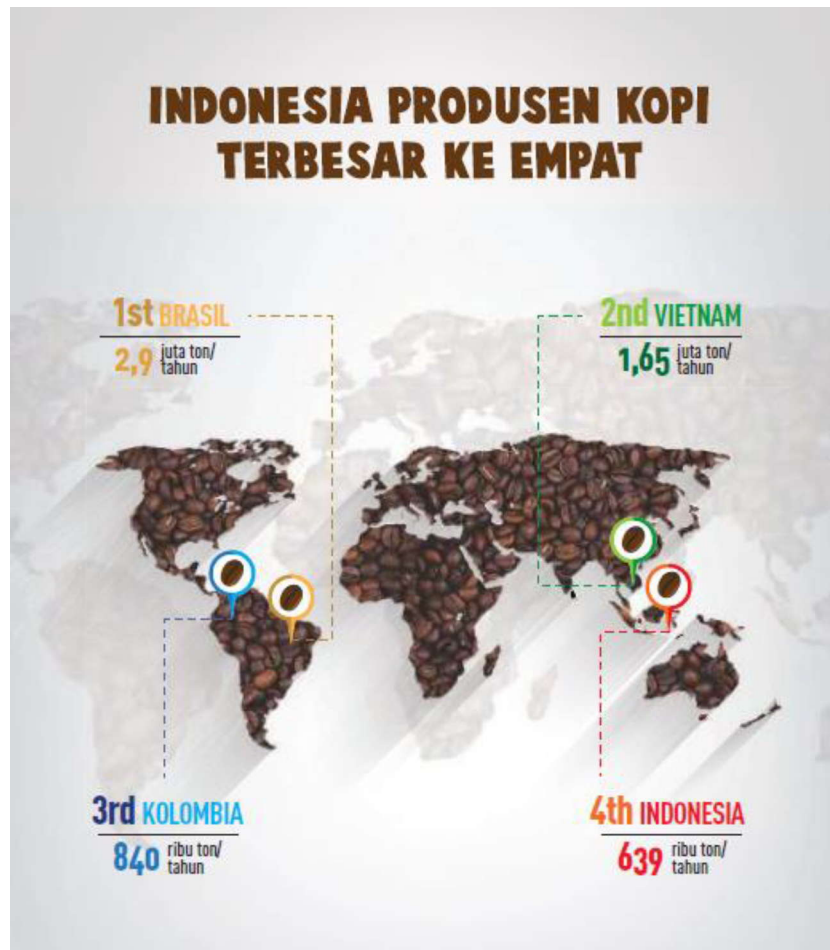 INDONESIA PRODUSEN KOPI
TERBESAR KE EMPAT
1st BRASIL
2,9 juta ton/
tahun
2nd VIETNAM
1,65 juta ton/
tahun
3rd KOLOMBIA
840 ribu ton/
tahun
4th INDONESIA
639 ribu ton/
tahun